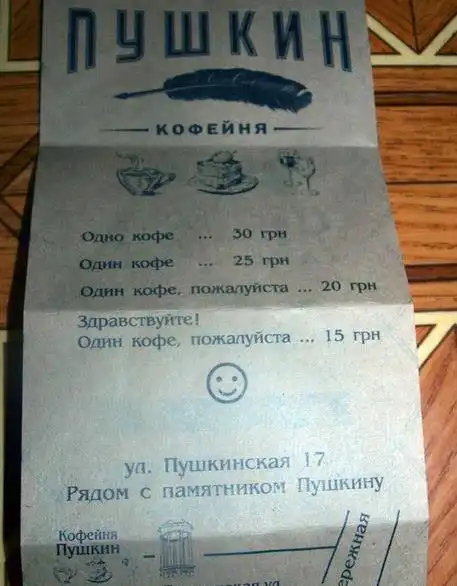 ПУШКИН
КОФЕЙНЯ
Одно кофе ... 30 грн
Один кофе ... 25 грн
Один кофе, пожалуйста ... 20 грн
Здравствуйте!
Один кофе, пожалуйста ... 15 грн
ул. Пушкинская 17
Рядом с памятником Пушкину
Кофейня
Пушкин